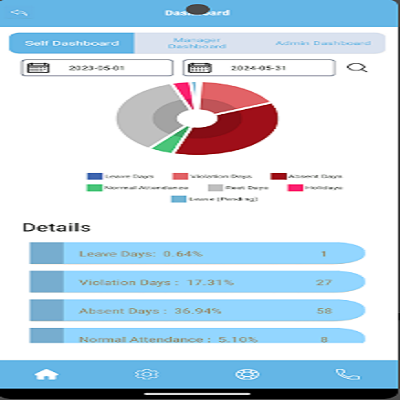 Dashboard
Self Dashboard
Manager
Dashboard
Admin Dashboard
2023-05-01
2024-05-31
Leave Days
Violation Days
Absent Days
Normal Attendance
Rest Days
Holidays
Leave (Pending)
Details
Leave Days: 0.64% 1
Violation Days : 17.31% 27
Absent Days : 36.94% 58
Normal Attendance : 5.10% 8